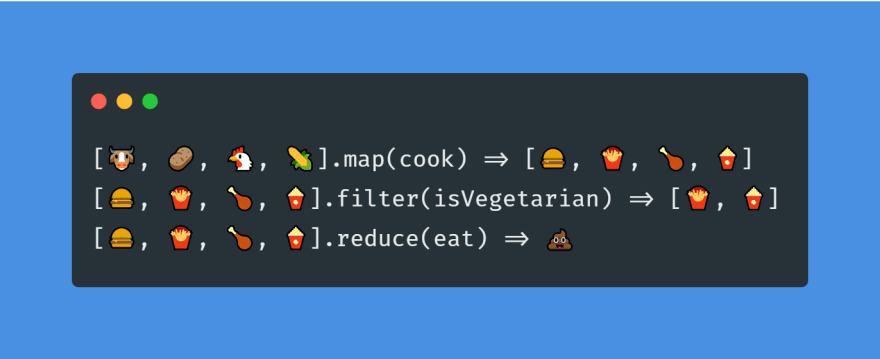 [🐮, 🥔, 🐔, 🌽].map(cook) => [🍔, 🍟, 🍗, 🍿]
[🍔, 🍟, 🍗, 🍿].filter(isVegetarian) => [🍟, 🍿]
[🍔, 🍟, 🍗, 🍿].reduce(eat) => 💩